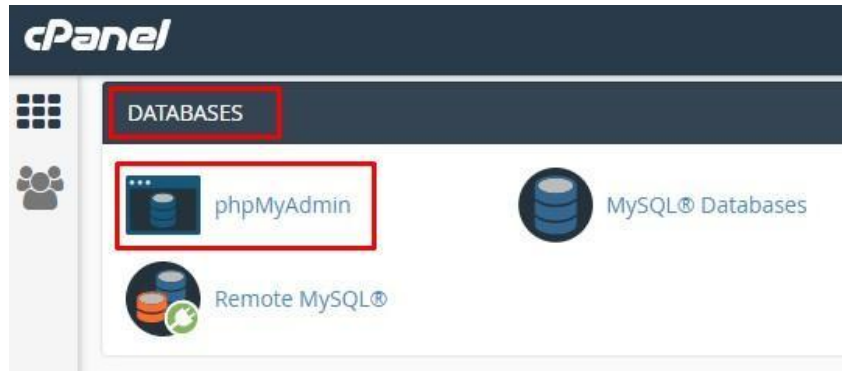 cPanel
DATABASES
phpMyAdmin
MySQL® Databases
Remote MySQL®